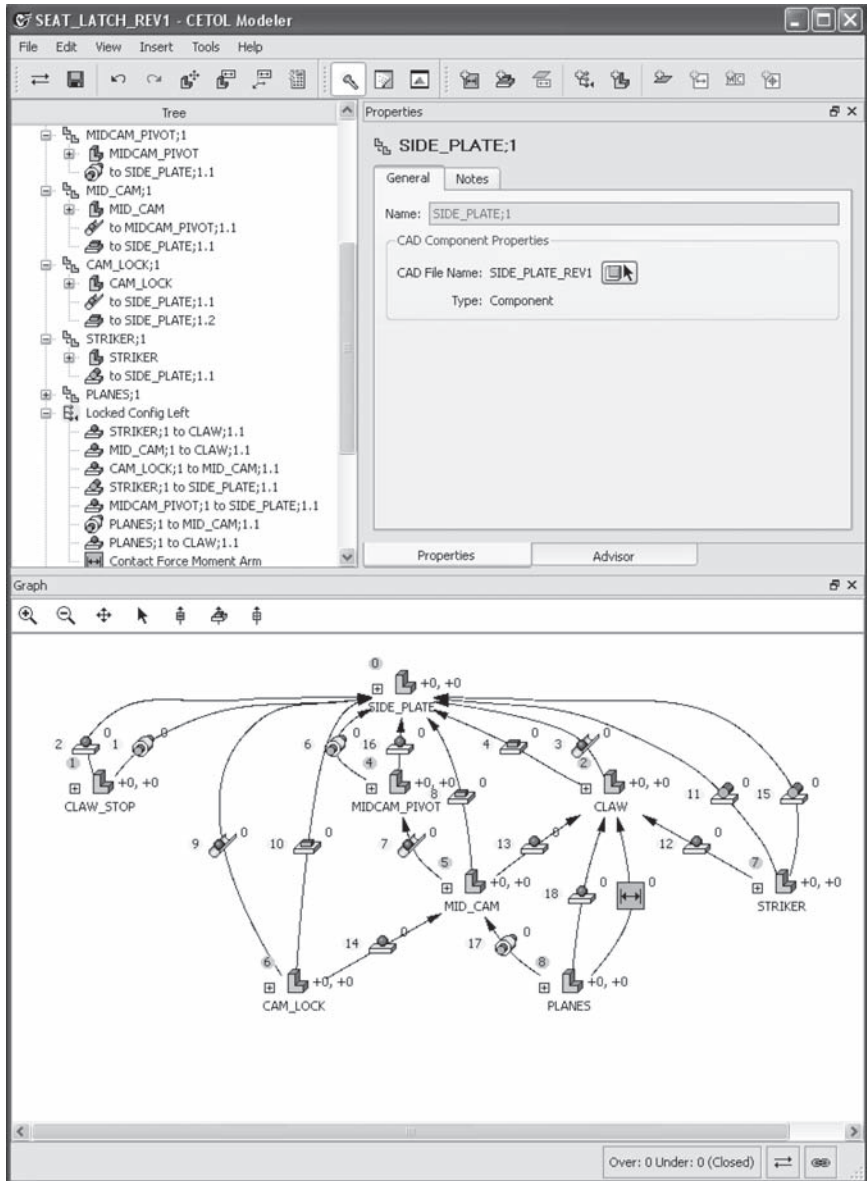 SEAT_LATCH_REV1 - CETOL Modeler
File Edit View Insert Tools Help
Tree
MIDCAM_PIVOT;1
MIDCAM_PIVOT
to SIDE_PLATE;1.1
MID_CAM;1
MID_CAM
to MIDCAM_PIVOT;1.1
to SIDE_PLATE;1.1
CAM_LOCK;1
CAM_LOCK
to SIDE_PLATE;1.1
to SIDE_PLATE;1.2
STRIKER;1
STRIKER
to SIDE_PLATE;1.1
PLANES;1
Locked Config Left
STRIKER;1 to CLAW;1.1
MID_CAM;1 to CLAW;1.1
CAM_LOCK;1 to MID_CAM;1.1
STRIKER;1 to SIDE_PLATE;1.1
MIDCAM_PIVOT;1 to SIDE_PLATE;1.1
PLANES;1 to MID_CAM;1.1
PLANES;1 to CLAW;1.1
Contact Force Moment Arm
Properties
SIDE_PLATE;1
General Notes
Name: SIDE_PLATE;1
CAD Component Properties
CAD File Name: SIDE_PLATE_REV1
Type: Component
Properties Advisor
Graph
0
+0, +0
SIDE_PLATE
2 0 1 0 6 0 16 0 4 0 3 0
1 +0, +0
CLAW_STOP
4 +0, +0
MIDCAM_PIVOT
2 +0, +0
CLAW
8 0 11 0 15 0
9 0 10 0 7 0 13 0 12 0
5 +0, +0
MID_CAM
7 +0, +0
STRIKER
18 0 0
14 0 17 0
6 +0, +0
CAM_LOCK
8 +0, +0
PLANES
Over: 0 Under: 0 (Closed)